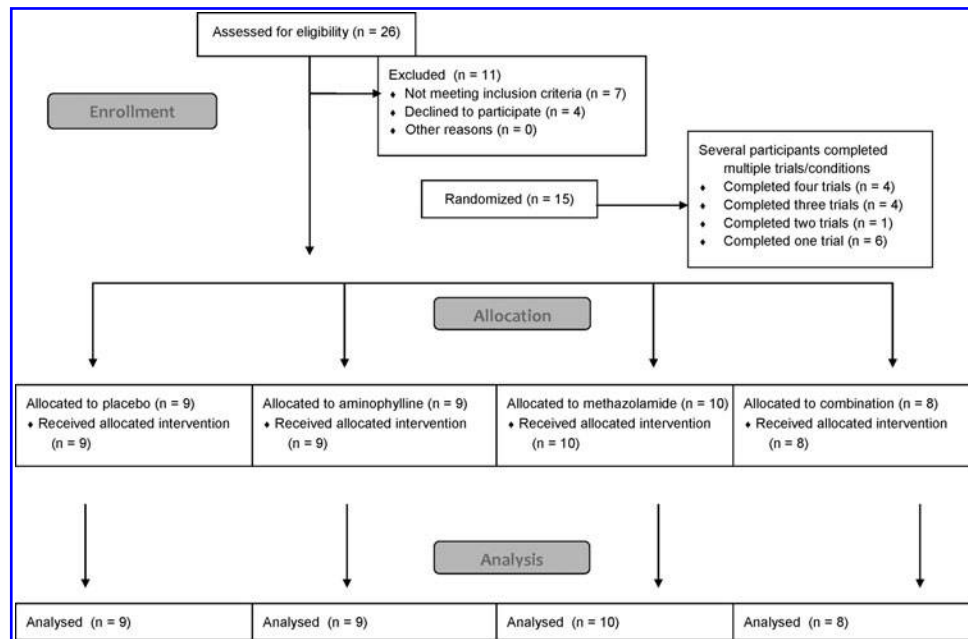 Assessed for eligibility (n = 26)
Excluded (n = 11)
♦ Not meeting inclusion criteria (n = 7)
♦ Declined to participate (n = 4)
♦ Other reasons (n = 0)
Enrollment
Several participants completed
multiple trials/conditions
♦ Completed four trials (n = 4)
♦ Completed three trials (n = 4)
♦ Completed two trials (n = 1)
♦ Completed one trial (n = 6)
Randomized (n = 15)
Allocation
Allocated to placebo (n = 9)
♦ Received allocated intervention
(n = 9)
Allocated to aminophylline (n = 9)
♦ Received allocated intervention
(n = 9)
Allocated to methazolamide (n = 10)
♦ Received allocated intervention
(n = 10)
Allocated to combination (n = 8)
♦ Received allocated intervention
(n = 8)
Analysis
Analysed (n = 9)
Analysed (n = 9)
Analysed (n = 10)
Analysed (n = 8)